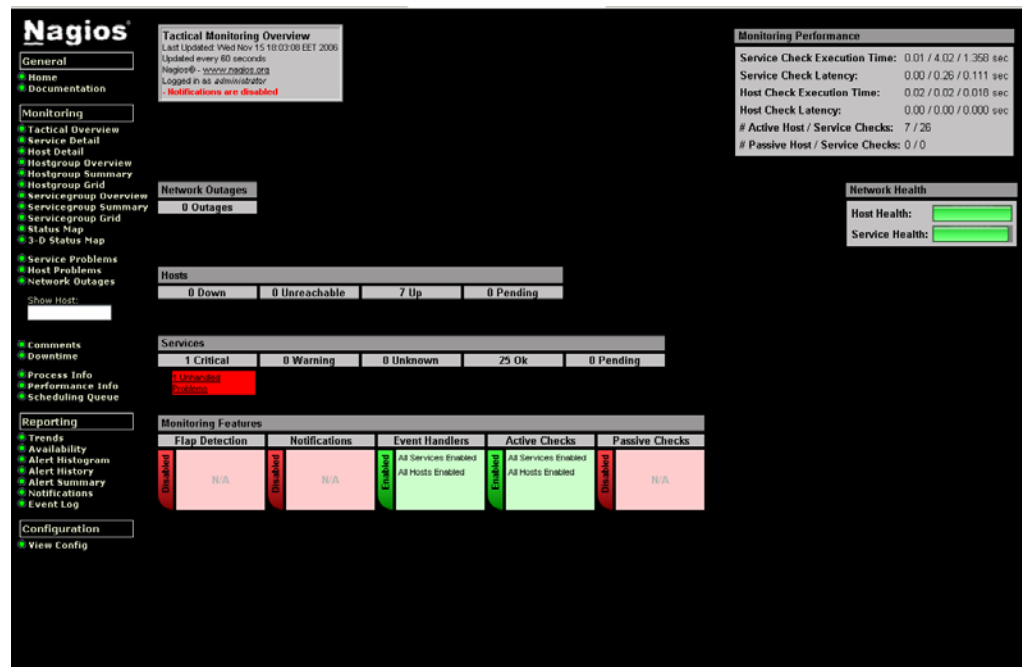 Nagios®
General
Home
Documentation
Monitoring
Tactical Overview
Service Detail
Host Detail
Hostgroup Overview
Hostgroup Summary
Hostgroup Grid
Servicegroup Overview
Servicegroup Summary
Servicegroup Grid
Status Map
3-D Status Map
Service Problems
Host Problems
Network Outages
Show Host:
Comments
Downtime
Process Info
Performance Info
Scheduling Queue
Reporting
Trends
Availability
Alert Histogram
Alert History
Alert Summary
Notifications
Event Log
Configuration
View Config
Tactical Monitoring Overview
Last Updated: Wed Nov 15 18:03:08 EET 2006
Updated every 60 seconds
Nagios® - www.nagios.org
Logged in as administrator
- Notifications are disabled
Monitoring Performance
Service Check Execution Time: 0.01 / 4.02 / 1.358 sec
Service Check Latency: 0.00 / 0.26 / 0.111 sec
Host Check Execution Time: 0.02 / 0.02 / 0.018 sec
Host Check Latency: 0.00 / 0.00 / 0.000 sec
# Active Host / Service Checks: 7 / 26
# Passive Host / Service Checks: 0 / 0
Network Outages
0 Outages
Network Health
Host Health:
Service Health:
Hosts
0 Down 0 Unreachable 7 Up 0 Pending
Services
1 Critical 0 Warning 0 Unknown 25 Ok 0 Pending
1 Unhandled
Problems
Monitoring Features
Flap Detection Notifications Event Handlers Active Checks Passive Checks
Disabled N/A Disabled N/A Enabled All Services Enabled Enabled All Services Enabled Disabled N/A
All Hosts Enabled All Hosts Enabled